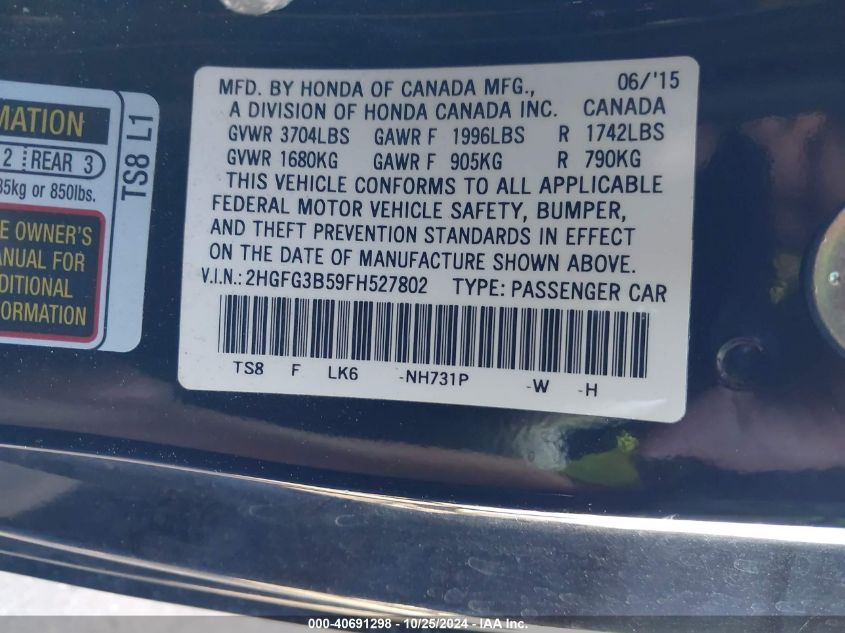 MATION
2 REAR 3
35kg or 850lbs.
E OWNER'S
ANUAL FOR
DITIONAL
FORMATION
TS8 L1
MFD. BY HONDA OF CANADA MFG., 06/'15
A DIVISION OF HONDA CANADA INC. CANADA
GVWR 3704LBS GAWR F 1996LBS R 1742LBS
GVWR 1680KG GAWR F 905KG R 790KG
THIS VEHICLE CONFORMS TO ALL APPLICABLE
FEDERAL MOTOR VEHICLE SAFETY, BUMPER,
AND THEFT PREVENTION STANDARDS IN EFFECT
ON THE DATE OF MANUFACTURE SHOWN ABOVE.
V.I.N.: 2HGFG3B59FH527802 TYPE: PASSENGER CAR
TS8 F LK6 -NH731P -W -H
000-40691298 - 10/25/2024 - IAA Inc.